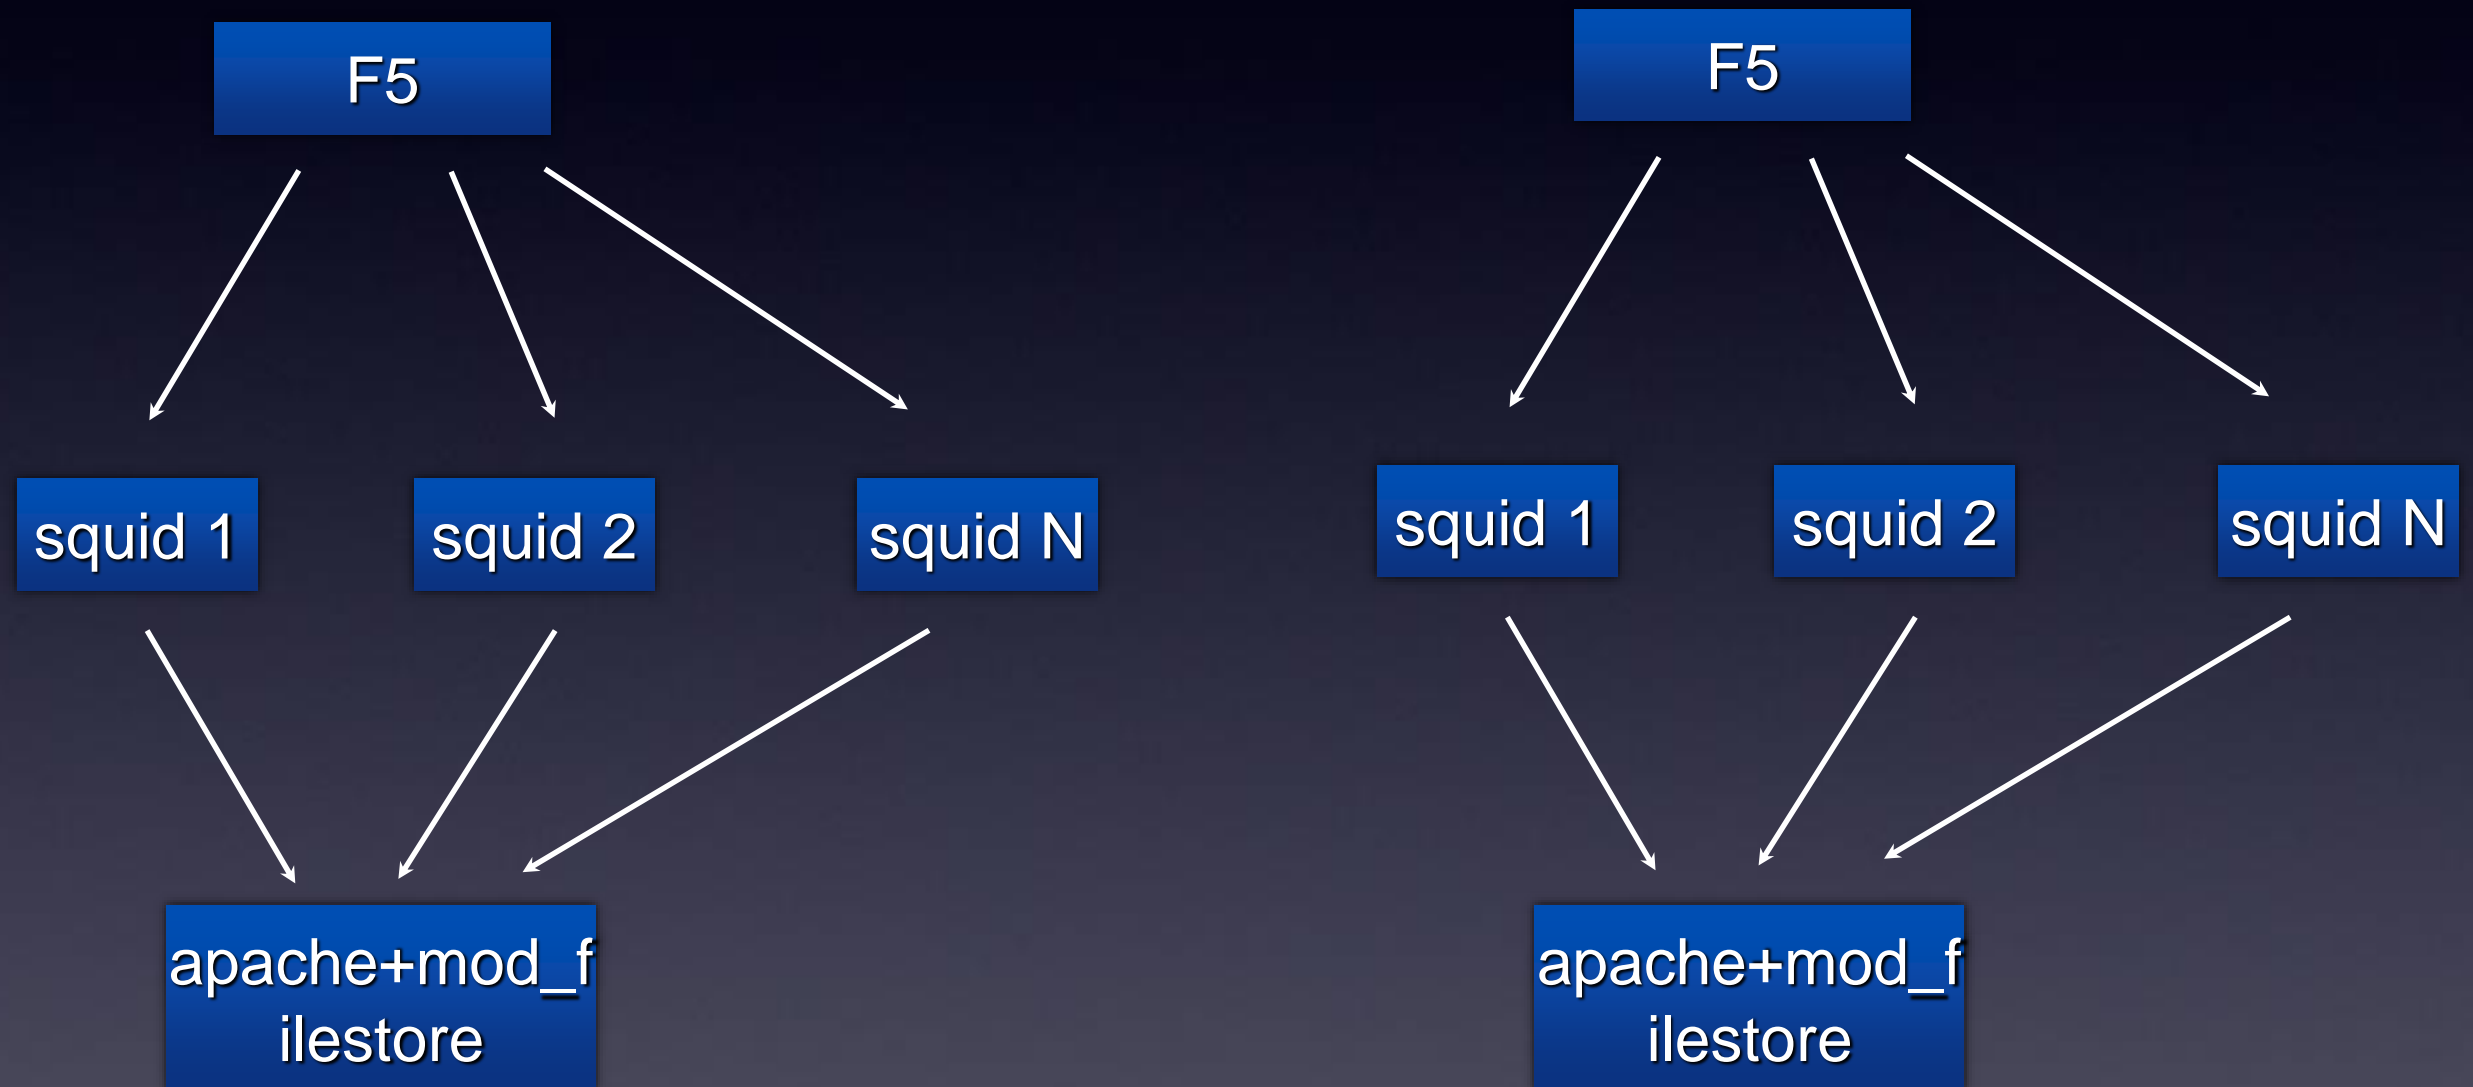 F5
squid 1
squid 2
squid N
apache+mod_f
ilestore
F5
squid 1
squid 2
squid N
apache+mod_f
ilestore